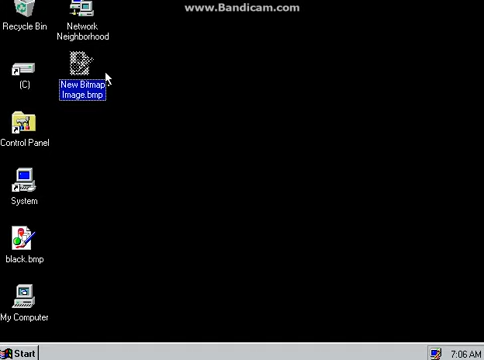 www.Bandicam.com
Recycle Bin
Network
Neighborhood
(C)
New Bitmap
Image.bmp
Control Panel
System
black.bmp
My Computer
Start
7:06 AM